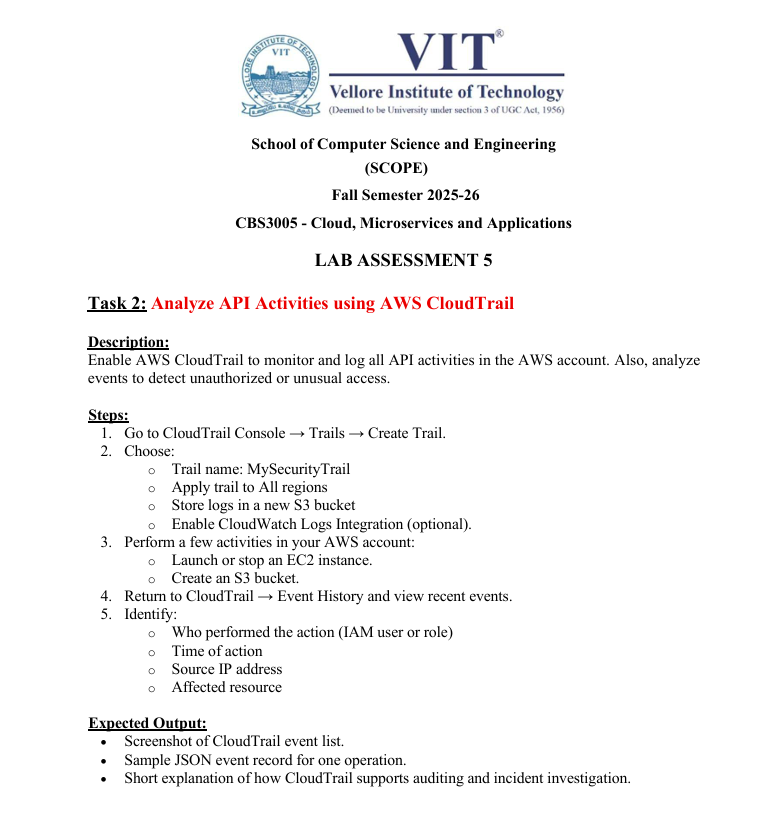 VELLORE INSTITUTE OF TECHNOLOGY
VIT
VIT®
Vellore Institute of Technology
(Deemed to be University under section 3 of UGC Act, 1956)
School of Computer Science and Engineering
(SCOPE)
Fall Semester 2025-26
CBS3005 - Cloud, Microservices and Applications
LAB ASSESSMENT 5
Task 2: Analyze API Activities using AWS CloudTrail
Description:
Enable AWS CloudTrail to monitor and log all API activities in the AWS account. Also, analyze
events to detect unauthorized or unusual access.
Steps:
1. Go to CloudTrail Console → Trails → Create Trail.
2. Choose:
o Trail name: MySecurityTrail
o Apply trail to All regions
o Store logs in a new S3 bucket
o Enable CloudWatch Logs Integration (optional).
3. Perform a few activities in your AWS account:
o Launch or stop an EC2 instance.
o Create an S3 bucket.
4. Return to CloudTrail → Event History and view recent events.
5. Identify:
o Who performed the action (IAM user or role)
o Time of action
o Source IP address
o Affected resource
Expected Output:
• Screenshot of CloudTrail event list.
• Sample JSON event record for one operation.
• Short explanation of how CloudTrail supports auditing and incident investigation.